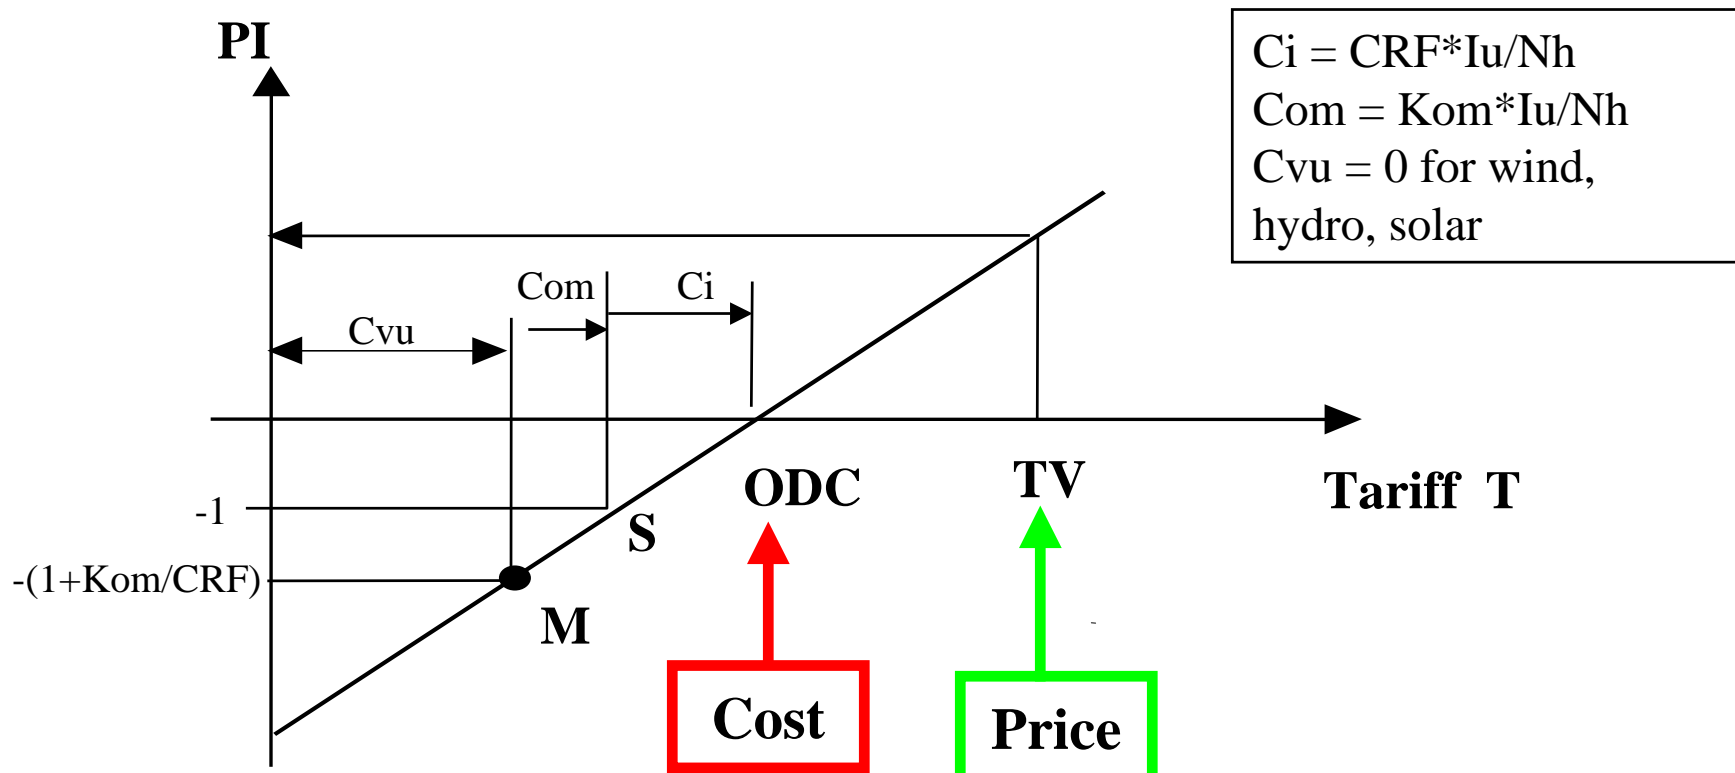 PI
Ci = CRF*Iu/Nh
Com = Kom*Iu/Nh
Cvu = 0 for wind,
hydro, solar
Com
Ci
Cvu
ODC
TV
Tariff T
-1
S
-(1+Kom/CRF)
M
Cost
Price